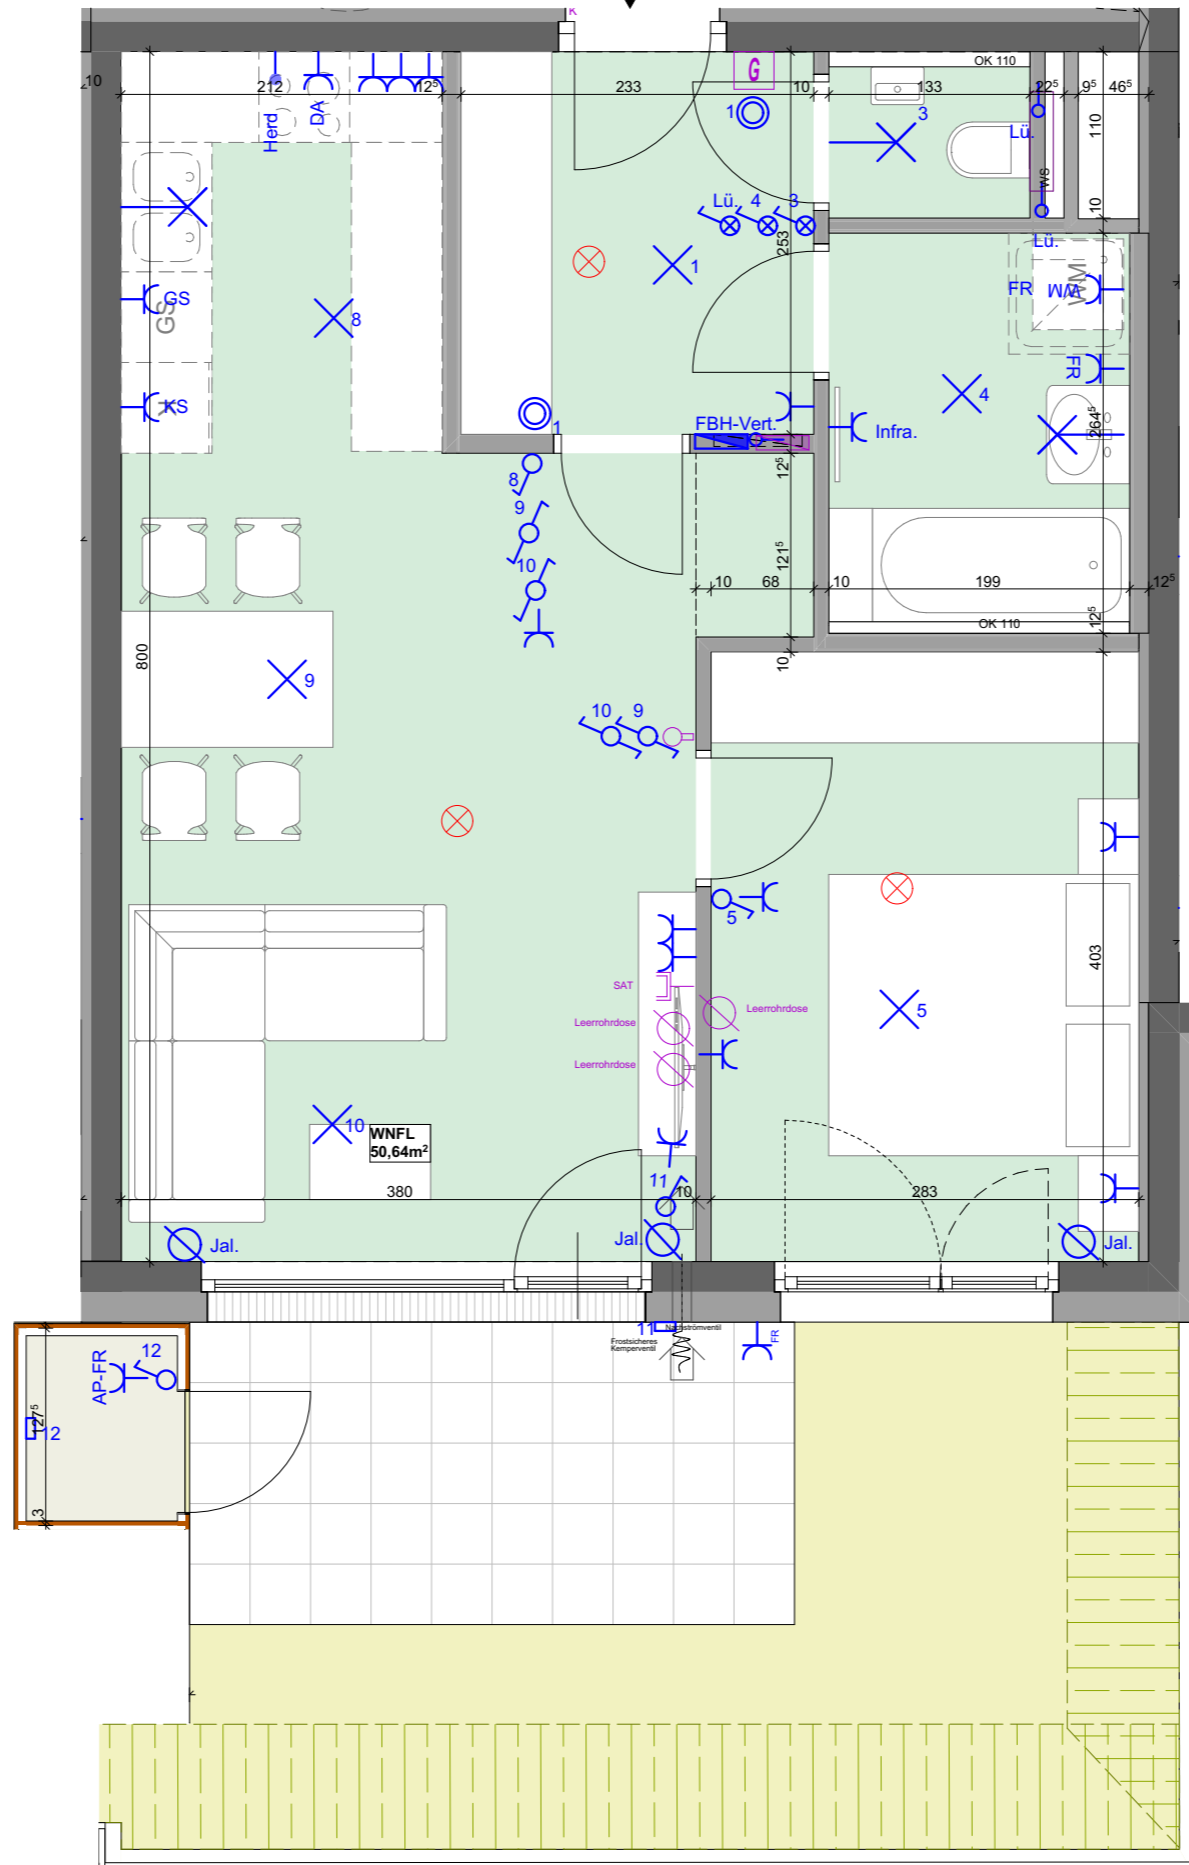 K
10
212
12⁵
233
10
G
1
OK 110
133
22⁵
9⁵
46⁵
Herd
DA
3
Lü.
110
WS
10
Lü.
4
3
Lü.
253
1
GS
GS
8
KS
K
FR
WM
WM
FR
4
264⁵
Infra.
1
FBH-Vert.
8
9
10
12⁵
121⁵
10
68
10
199
12⁵
OK 110
12⁵
10
800
9
10
9
5
403
SAT
Leerrohrdose
Leerrohrdose
Leerrohrdose
5
10
WNFL
50,64m²
380
11
10
283
Jal.
Jal.
Jal.
11
Nachströmventil
Frostsicheres
Kemperventil
FR
AP-FR
12
127⁵
12
3